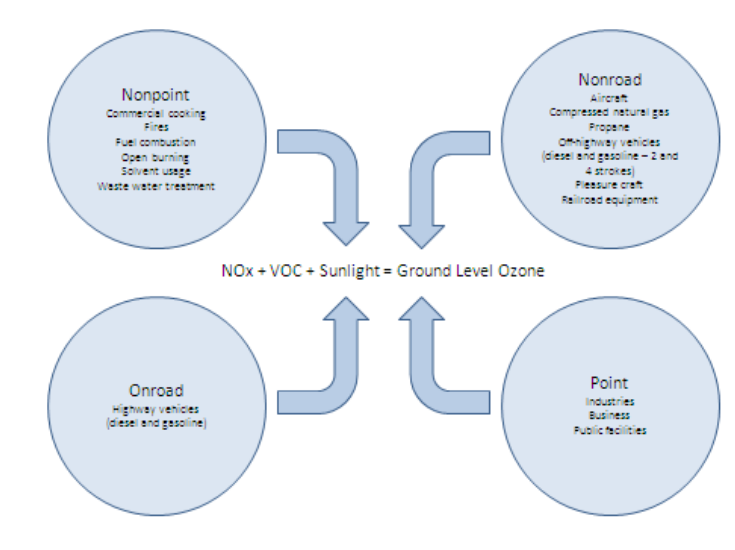 Nonpoint
Commercial cooking
Fires
Fuel combustion
Open burning
Solvent usage
Waste water treatment
Nonroad
Aircraft
Compressed natural gas
Propane
Off-highway vehicles
(diesel and gasoline – 2 and
4 strokes)
Pleasure craft
Railroad equipment
NOx + VOC + Sunlight = Ground Level Ozone
Onroad
Highway vehicles
(diesel and gasoline)
Point
Industries
Business
Public facilities